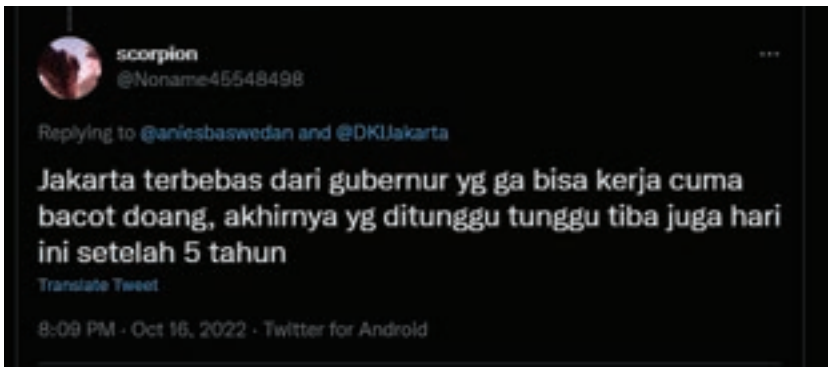 scorpion
@Noname45548498
Replying to @aniesbaswedan and @DKIJakarta
Jakarta terbebas dari gubernur yg ga bisa kerja cuma
bacot doang, akhirnya yg ditunggu tunggu tiba juga hari
ini setelah 5 tahun
Translate Tweet
8:09 PM · Oct 16, 2022 · Twitter for Android